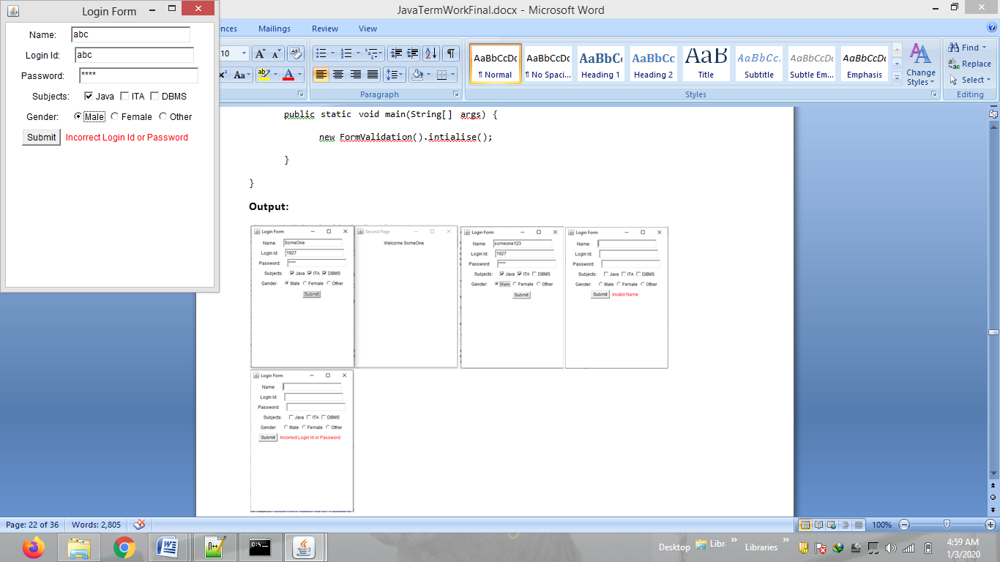 Login Form
Name: abc
Login Id: abc
Password: ****
Subjects: Java ITA DBMS
Gender: Male Female Other
Submit Incorrect Login Id or Password
JavaTermWorkFinal.docx - Microsoft Word
Mailings Review View
10
Aa
¶
AaBbCcDc AaBbCcDc AaBbCc AaBbCc AaB AaBbCc. AaBbCcDc AaBbCcDc
¶ Normal ¶ No Spaci... Heading 1 Heading 2 Title Subtitle Subtle Em... Emphasis
Change
Styles
Find
Replace
Select
Paragraph Styles Editing
public static void main(String[] args) {
new FormValidation().intialise();
}
}
Output:
Login Form
Name: SomeOne
Login Id: 1927
Password: ****
Subjects: Java ITA DBMS
Gender: Male Female Other
Submit
Second Page
Welcome SomeOne
Login Form
Name: someone123
Login Id: 1927
Password: ****
Subjects: Java ITA DBMS
Gender: Male Female Other
Submit
Login Form
Name:
Login Id:
Password:
Subjects: Java ITA DBMS
Gender: Male Female Other
Submit Invalid Name
Login Form
Name:
Login Id:
Password:
Subjects: Java ITA DBMS
Gender: Male Female Other
Submit Incorrect Login Id or Password
Page: 22 of 36 Words: 2,805 100%
Desktop Libr » Libraries »
4:59 AM
1/3/2020